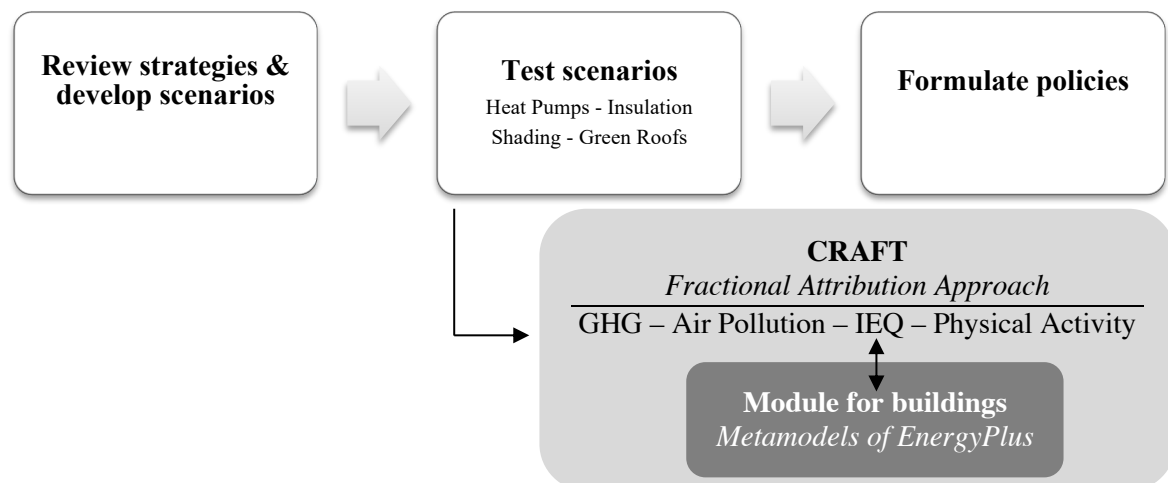 Review strategies &
develop scenarios
Test scenarios
Heat Pumps - Insulation
Shading - Green Roofs
Formulate policies
CRAFT
Fractional Attribution Approach
GHG – Air Pollution – IEQ – Physical Activity
Module for buildings
Metamodels of EnergyPlus